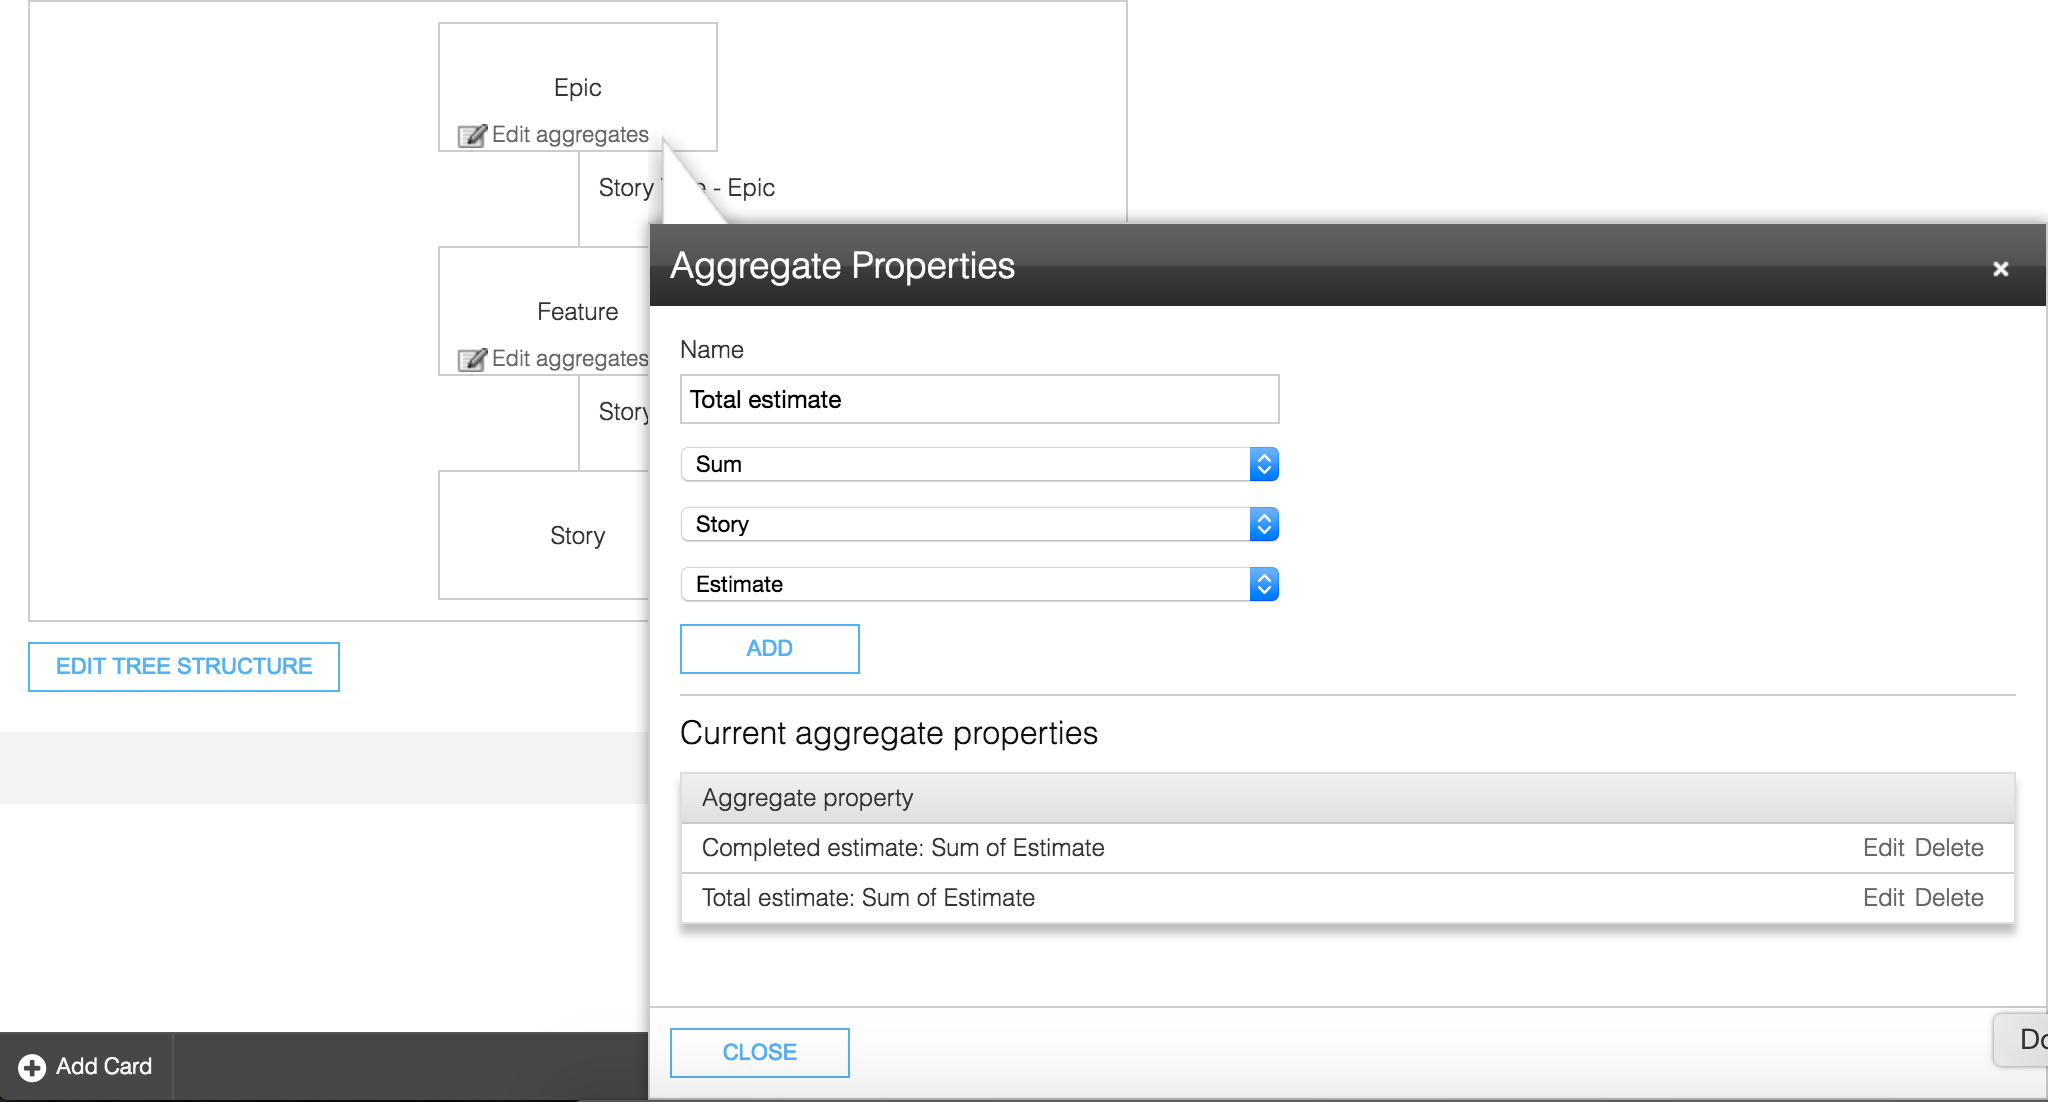 Epic
Edit aggregates
Story - Epic
Aggregate Properties
Feature
Edit aggregates
Story
Story
Name
Total estimate
Sum
Story
Estimate
ADD
EDIT TREE STRUCTURE
Current aggregate properties
Aggregate property
Completed estimate: Sum of Estimate Edit Delete
Total estimate: Sum of Estimate Edit Delete
CLOSE
Add Card